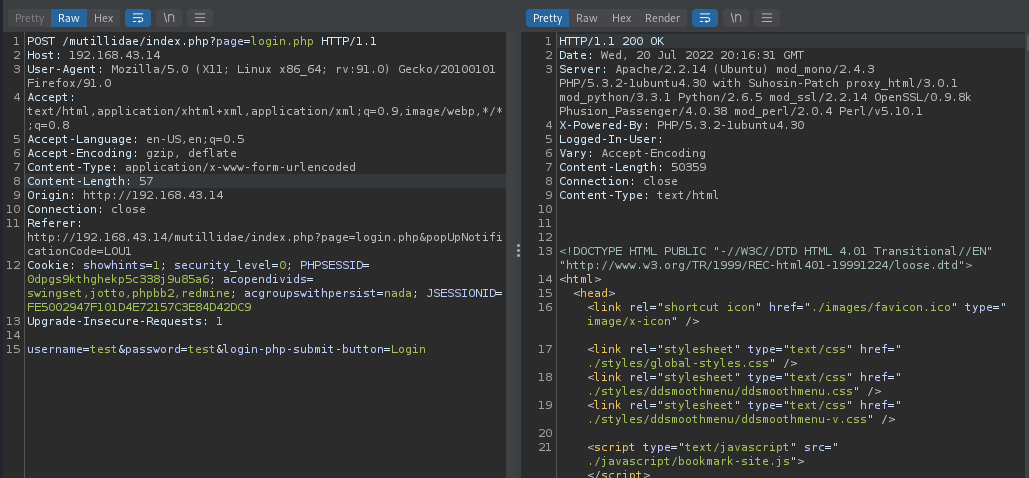 Pretty Raw Hex \n
1 POST /mutillidae/index.php?page=login.php HTTP/1.1
2 Host: 192.168.43.14
3 User-Agent: Mozilla/5.0 (X11; Linux x86_64; rv:91.0) Gecko/20100101
Firefox/91.0
4 Accept:
text/html,application/xhtml+xml,application/xml;q=0.9,image/webp,*/*
;q=0.8
5 Accept-Language: en-US,en;q=0.5
6 Accept-Encoding: gzip, deflate
7 Content-Type: application/x-www-form-urlencoded
8 Content-Length: 57
9 Origin: http://192.168.43.14
10 Connection: close
11 Referer:
http://192.168.43.14/mutillidae/index.php?page=login.php&popUpNotifi
cationCode=LOU1
12 Cookie: showhints=1; security_level=0; PHPSESSID=
0dpgs9kthghekp5c338j9u85a6; acopendivids=
swingset,jotto,phpbb2,redmine; acgroupswithpersist=nada; JSESSIONID=
FE5002947F101D4E72157C3E84D42DC9
13 Upgrade-Insecure-Requests: 1
14
15 username=test&password=test&login-php-submit-button=Login
Pretty Raw Hex Render \n
1 HTTP/1.1 200 OK
2 Date: Wed, 20 Jul 2022 20:16:31 GMT
3 Server: Apache/2.2.14 (Ubuntu) mod_mono/2.4.3
PHP/5.3.2-1ubuntu4.30 with Suhosin-Patch proxy_html/3.0.1
mod_python/3.3.1 Python/2.6.5 mod_ssl/2.2.14 OpenSSL/0.9.8k
Phusion_Passenger/4.0.38 mod_perl/2.0.4 Perl/v5.10.1
4 X-Powered-By: PHP/5.3.2-1ubuntu4.30
5 Logged-In-User:
6 Vary: Accept-Encoding
7 Content-Length: 50359
8 Connection: close
9 Content-Type: text/html
10
11
12
13 <!DOCTYPE HTML PUBLIC "-//W3C//DTD HTML 4.01 Transitional//EN"
"http://www.w3.org/TR/1999/REC-html401-19991224/loose.dtd">
14 <html>
15 <head>
16 <link rel="shortcut icon" href="./images/favicon.ico" type="
image/x-icon" />
17 <link rel="stylesheet" type="text/css" href="
./styles/global-styles.css" />
18 <link rel="stylesheet" type="text/css" href="
./styles/ddsmoothmenu/ddsmoothmenu.css" />
19 <link rel="stylesheet" type="text/css" href="
./styles/ddsmoothmenu/ddsmoothmenu-v.css" />
20
21 <script type="text/javascript" src="
./javascript/bookmark-site.js">
</script>